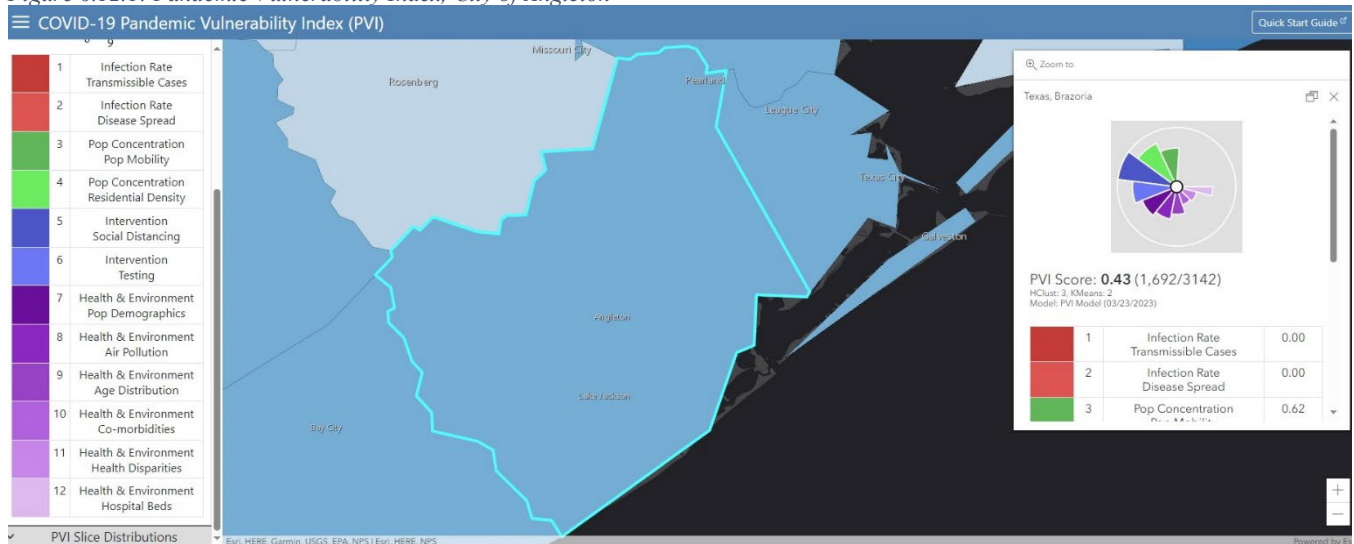 COVID-19 Pandemic Vulnerability Index (PVI)
Quick Start Guide
1 Infection Rate
Transmissible Cases
2 Infection Rate
Disease Spread
3 Pop Concentration
Pop Mobility
4 Pop Concentration
Residential Density
5 Intervention
Social Distancing
6 Intervention
Testing
7 Health & Environment
Pop Demographics
8 Health & Environment
Air Pollution
9 Health & Environment
Age Distribution
10 Health & Environment
Co-morbidities
11 Health & Environment
Health Disparities
12 Health & Environment
Hospital Beds
PVI Slice Distributions
Missouri City
Rosenberg
Pearland
League City
Texas City
Galveston
Angleton
Lake Jackson
Bay City
Esri, HERE, Garmin, USGS, EPA, NPS | Esri, HERE, NPS
Zoom to
Texas, Brazoria
PVI Score: 0.43 (1,692/3142)
HClust: 3, KMeans: 2
Model: PVI Model (03/23/2023)
1 Infection Rate 0.00
Transmissible Cases
2 Infection Rate 0.00
Disease Spread
3 Pop Concentration 0.62
Pop Mobility
+
−
Powered by Es